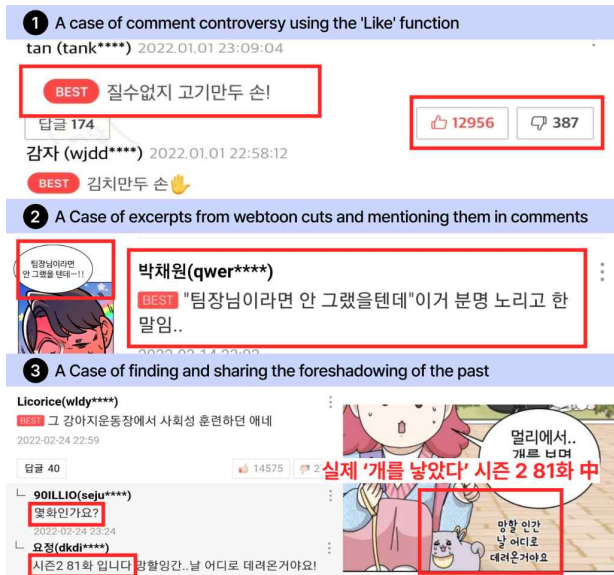 1 A case of comment controversy using the 'Like' function
tan (tank****) 2022.01.01 23:09:04
BEST 질수없지 고기만두 손!
답글 174
12956
387
감자 (wjdd****) 2022.01.01 22:58:12
BEST 김치만두 손✋
2 A Case of excerpts from webtoon cuts and mentioning them in comments
팀장님이라면
안 그랬을 텐데-!!
박채원(qwer****)
BEST "팀장님이라면 안 그랬을텐데"이거 분명 노리고 한
말임..
3 A Case of finding and sharing the foreshadowing of the past
Licorice(wldy****)
BEST 그 강아지운동장에서 사회성 훈련하던 애네
2022-02-24 22:59
답글 40
14575
90ILLIO(seju****)
몇화인가요?
2022-02-24 23:24
요정(dkdi****)
시즌2 81화 입니다 망할잉간..날 어디로 데려온거야요!
멀리에서..
개를 보면
실제 '개를 낳았다' 시즌 2 81화 中
망할 인간
날 어디로
데려온거야요